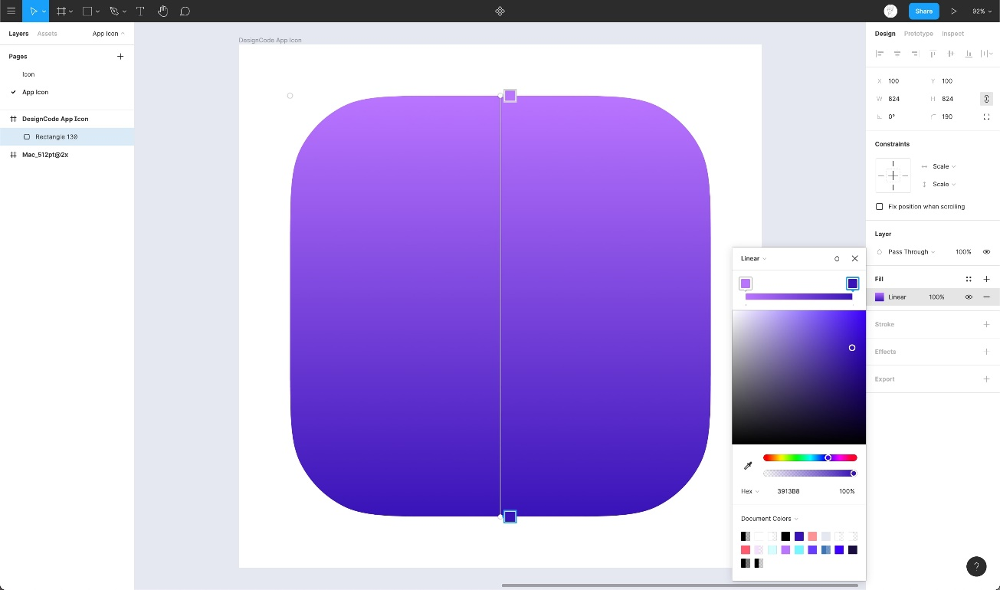 Share
92%
Layers Assets App Icon
Pages
Icon
App Icon
DesignCode App Icon
Rectangle 130
Mac_512pt@2x
DesignCode App Icon
Design Prototype Inspect
X 100 Y 100
W 824 H 824
0° 190
Constraints
Scale
Scale
Fix position when scrolling
Layer
Pass Through 100%
Fill
Linear 100%
Stroke
Effects
Export
Linear
Hex 3913B8 100%
Document Colors
?